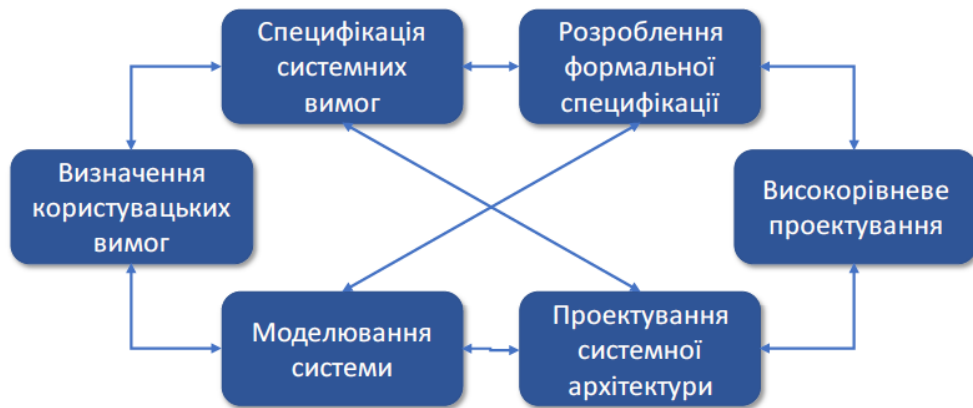 Специфікація
системних
вимог
Розроблення
формальної
специфікації
Визначення
користувацьких
вимог
Високорівневе
проектування
Моделювання
системи
Проектування
системної
архітектури